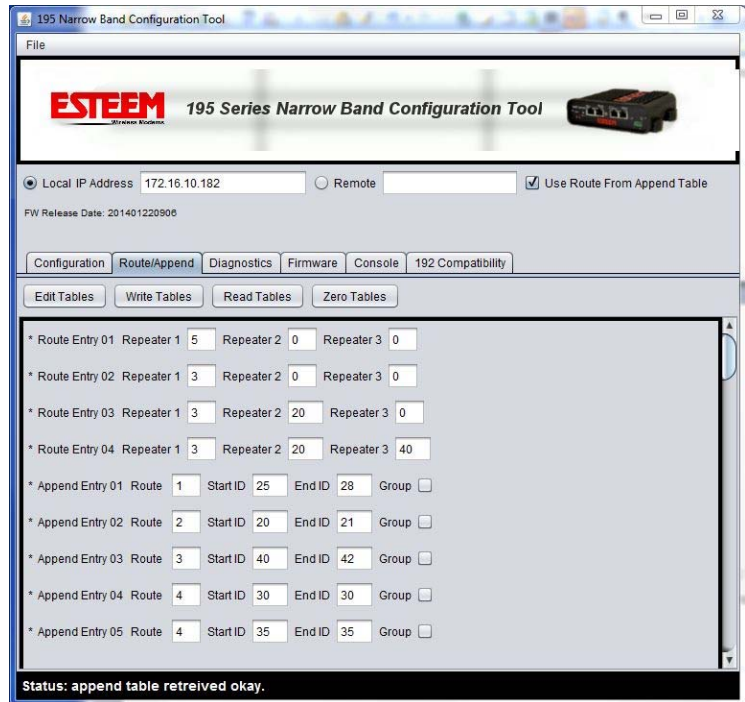 195 Narrow Band Configuration Tool
File
ESTEEM
Wireless Modems
195 Series Narrow Band Configuration Tool
Local IP Address 172.16.10.182 Remote Use Route From Append Table
FW Release Date: 201401220906
Configuration Route/Append Diagnostics Firmware Console 192 Compatibility
Edit Tables Write Tables Read Tables Zero Tables
* Route Entry 01 Repeater 1 5 Repeater 2 0 Repeater 3 0
* Route Entry 02 Repeater 1 3 Repeater 2 0 Repeater 3 0
* Route Entry 03 Repeater 1 3 Repeater 2 20 Repeater 3 0
* Route Entry 04 Repeater 1 3 Repeater 2 20 Repeater 3 40
* Append Entry 01 Route 1 Start ID 25 End ID 28 Group
* Append Entry 02 Route 2 Start ID 20 End ID 21 Group
* Append Entry 03 Route 3 Start ID 40 End ID 42 Group
* Append Entry 04 Route 4 Start ID 30 End ID 30 Group
* Append Entry 05 Route 4 Start ID 35 End ID 35 Group
Status: append table retreived okay.